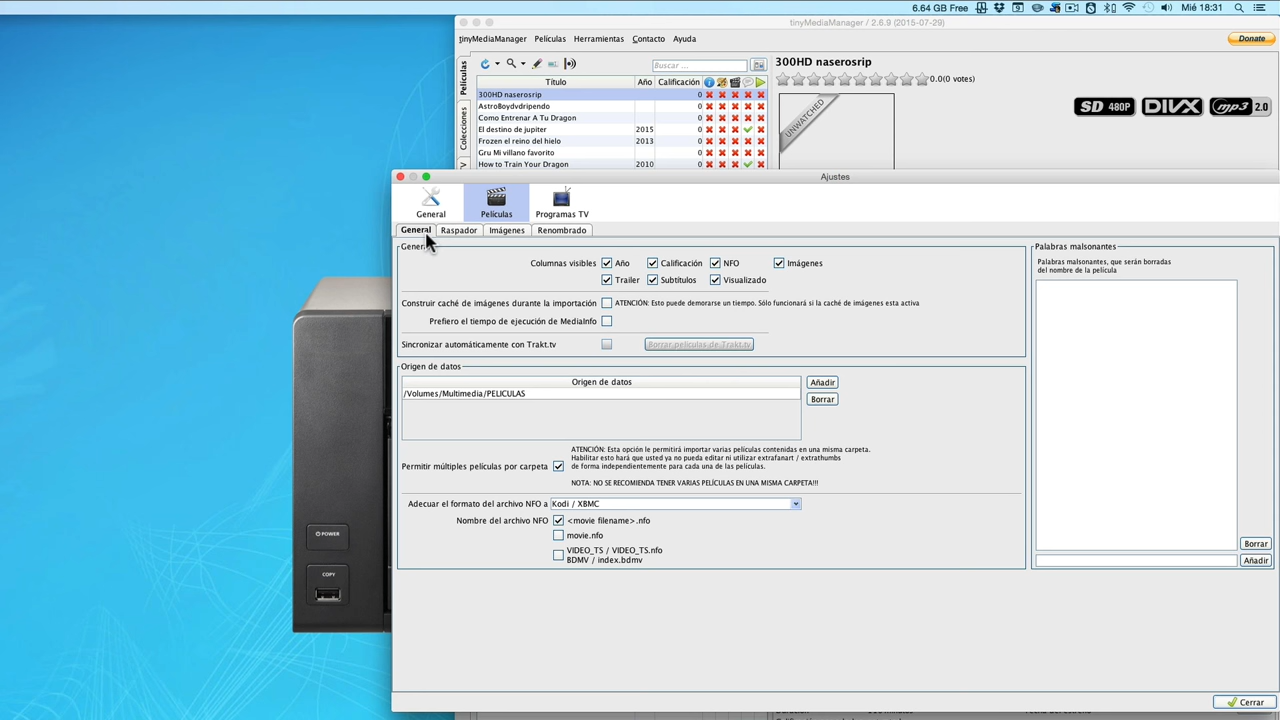 6.64 GB Free
Mié 18:31
tinyMediaManager / 2.6.9 (2015-07-29)
tinyMediaManager Películas Herramientas Contacto Ayuda
Donate
Buscar ...
300HD naserosrip
0.0(0 votes)
Películas
Colecciones
Título Año Calificación
300HD naserosrip 0
AstroBoydvdripendo 0
Como Entrenar A Tu Dragon 0
El destino de jupiter 2015 0
Frozen el reino del hielo 2013 0
Gru Mi villano favorito 0
How to Train Your Dragon 2010 0
UNWATCHED
SD 480P DIVX mp3 2.0
Ajustes
General Películas Programas TV
General Raspador Imágenes Renombrado
General
Columnas visibles Año Calificación NFO Imágenes
Trailer Subtítulos Visualizado
Construir caché de imágenes durante la importación ATENCIÓN: Esto puede demorarse un tiempo. Sólo funcionará si la caché de imágenes esta activa
Prefiero el tiempo de ejecución de MediaInfo
Sincronizar automáticamente con Trakt.tv Borrar películas de Trakt.tv
Origen de datos
Origen de datos
/Volumes/Multimedia/PELICULAS
Añadir
Borrar
ATENCIÓN: Esta opción le permitirá importar varias películas contenidas en una misma carpeta.
Habilitar esto hará que usted ya no pueda editar ni utilizar extrafanart / extrathumbs
de forma independientemente para cada una de las películas.
Permitir múltiples películas por carpeta
NOTA: NO SE RECOMIENDA TENER VARIAS PELÍCULAS EN UNA MISMA CARPETA!!!
Adecuar el formato del archivo NFO a Kodi / XBMC
Nombre del archivo NFO <movie filename>.nfo
movie.nfo
VIDEO_TS / VIDEO_TS.nfo
BDMV / index.bdmv
Palabras malsonantes
Palabras malsonantes, que serán borradas
del nombre de la película
Borrar
Añadir
Cerrar
POWER
COPY